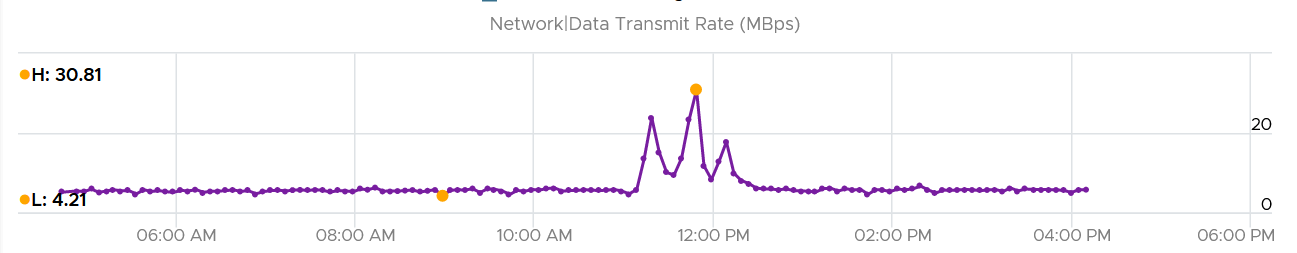 Network|Data Transmit Rate (MBps)
H: 30.81
20
L: 4.21
0
06:00 AM 08:00 AM 10:00 AM 12:00 PM 02:00 PM 04:00 PM 06:00 PM